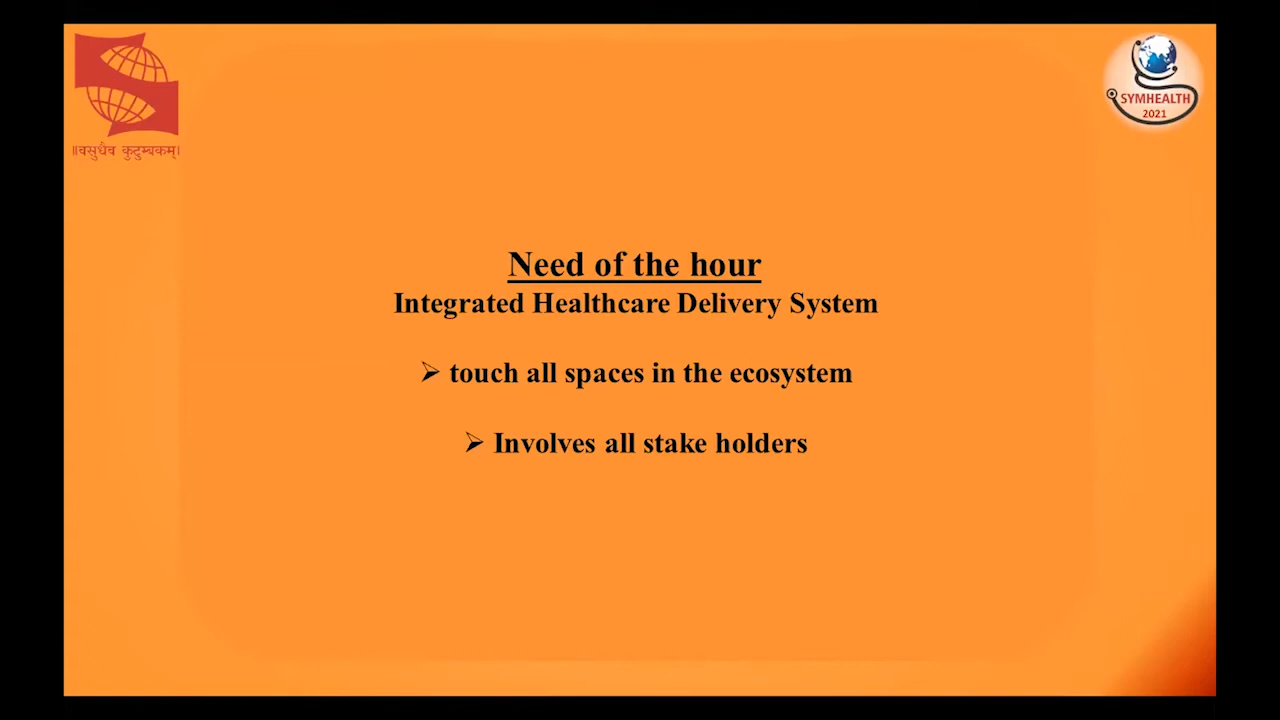 ॥वसुधैव कुटुम्बकम्।
SYMHEALTH
2021
Need of the hour
Integrated Healthcare Delivery System
➢ touch all spaces in the ecosystem
➢ Involves all stake holders